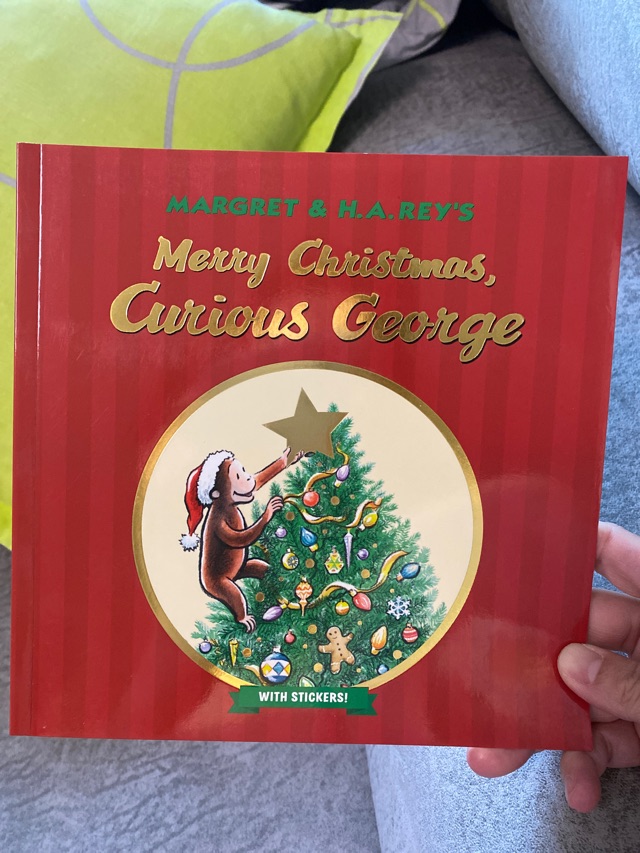 MARGRET & H.A. REY'S
Merry Christmas,
Curious George
WITH STICKERS!